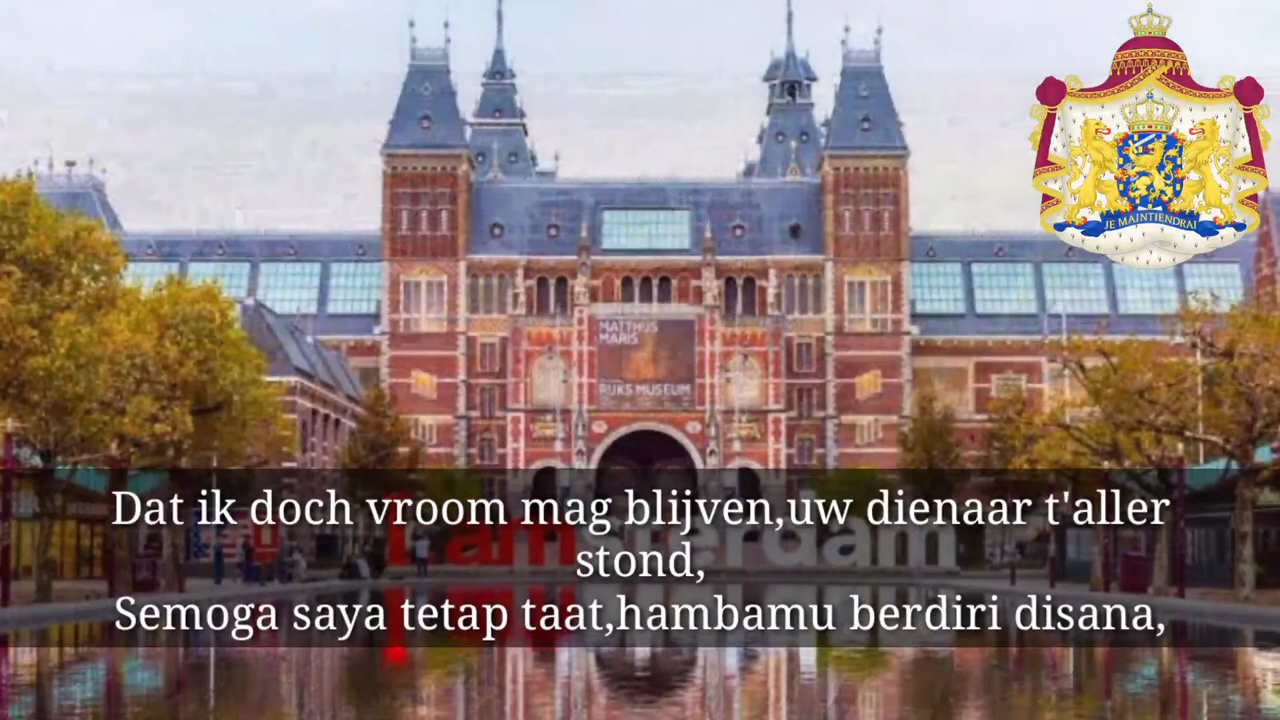 JE MAINTIENDRAI
MATTHIJS
MARIS
RIJKS MUSEUM
Dat ik doch vroom mag blijven,uw dienaar t'aller
stond,
I amsterdam
Semoga saya tetap taat,hambamu berdiri disana,